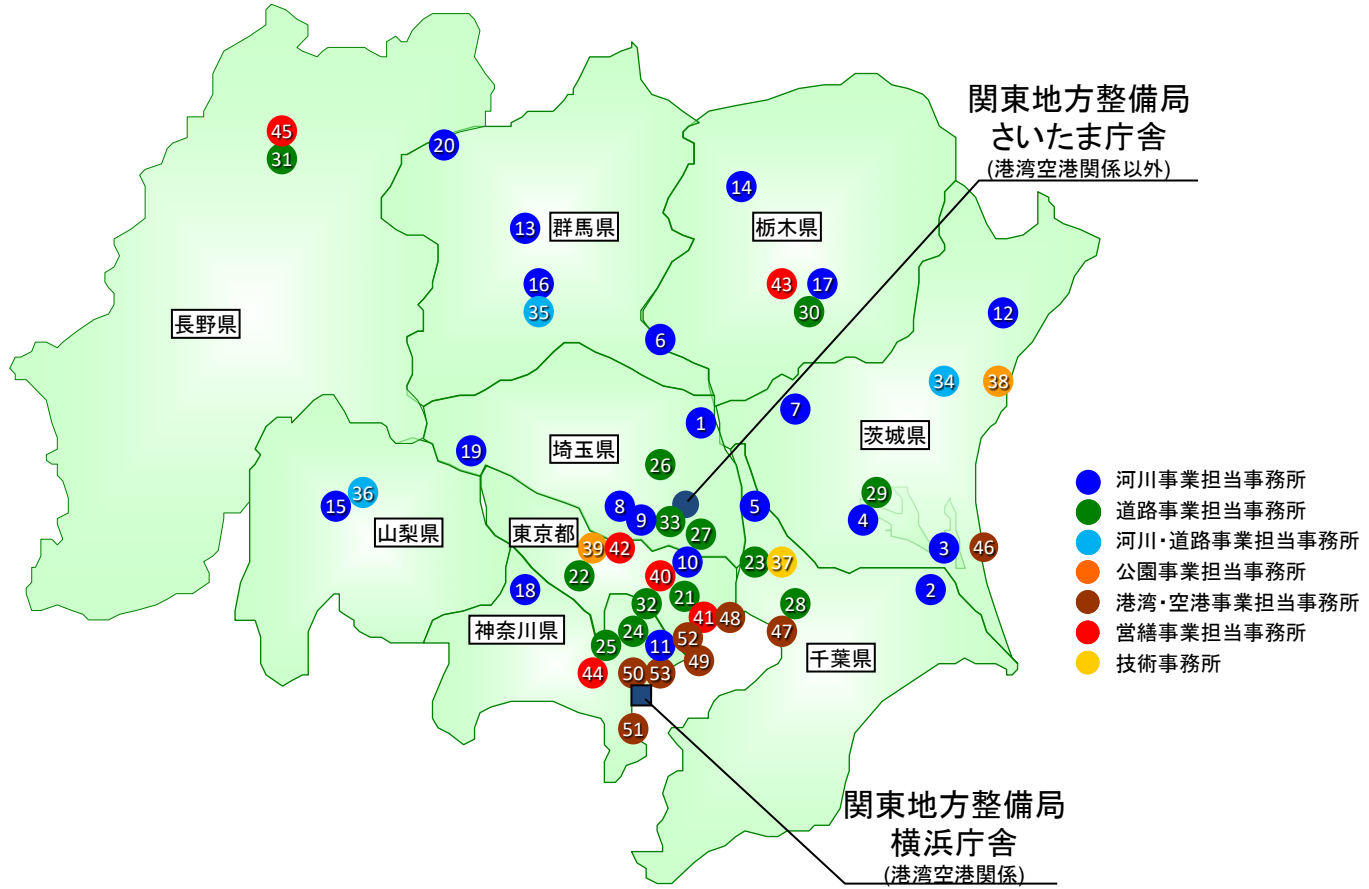 関東地方整備局
さいたま庁舎
(港湾空港関係以外)
45
31
20
14
13
群馬県
栃木県
16
43
17
35
30
12
長野県
6
34
38
7
1
茨城県
19
埼玉県
26
36
29
15
8
9
33
5
4
山梨県
東京都
27
39
42
3
46
10
23
37
22
40
18
21
2
32
28
41
48
神奈川県
24
52
47
25
11
千葉県
49
44
50
53
51
河川事業担当事務所
道路事業担当事務所
河川・道路事業担当事務所
公園事業担当事務所
港湾・空港事業担当事務所
営繕事業担当事務所
技術事務所
関東地方整備局
横浜庁舎
(港湾空港関係)